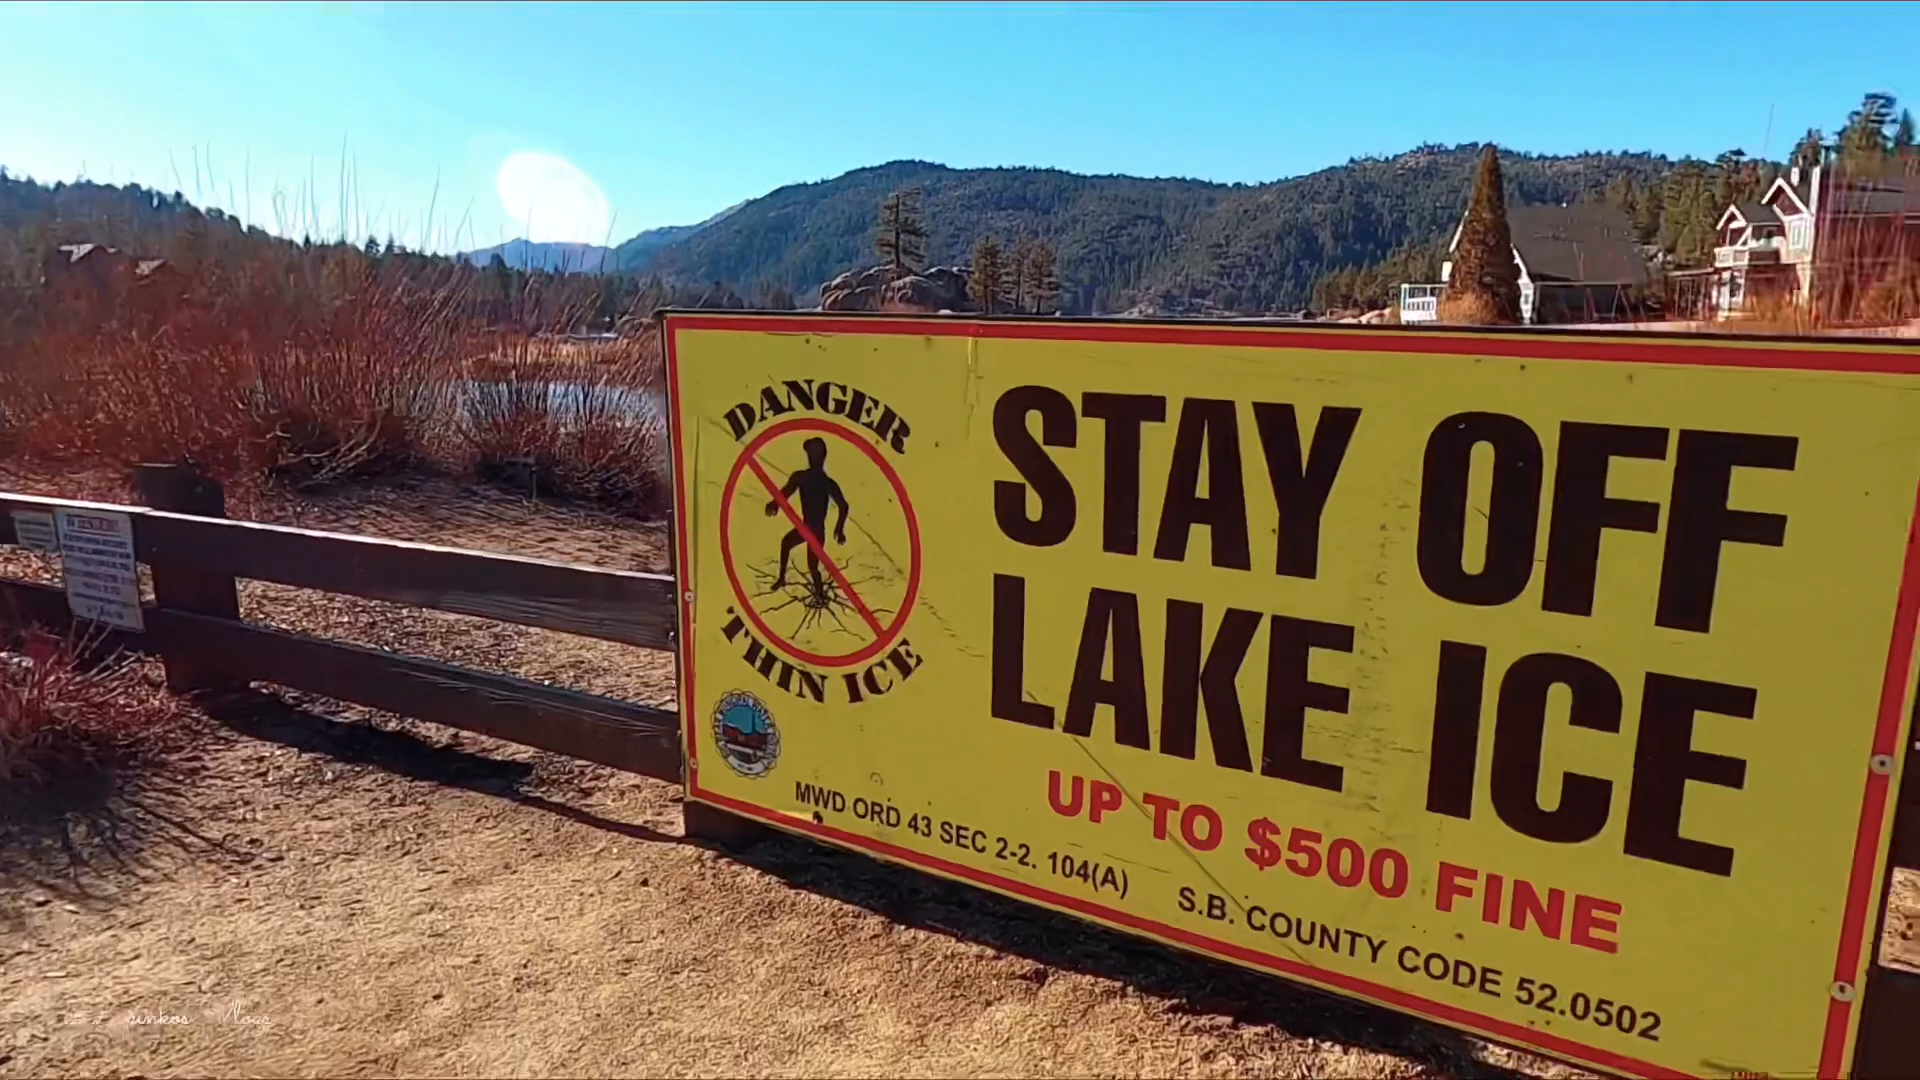 DANGER
THIN ICE
STAY OFF
LAKE ICE
UP TO $500 FINE
MWD ORD 43 SEC 2-2. 104(A) S.B. COUNTY CODE 52.0502